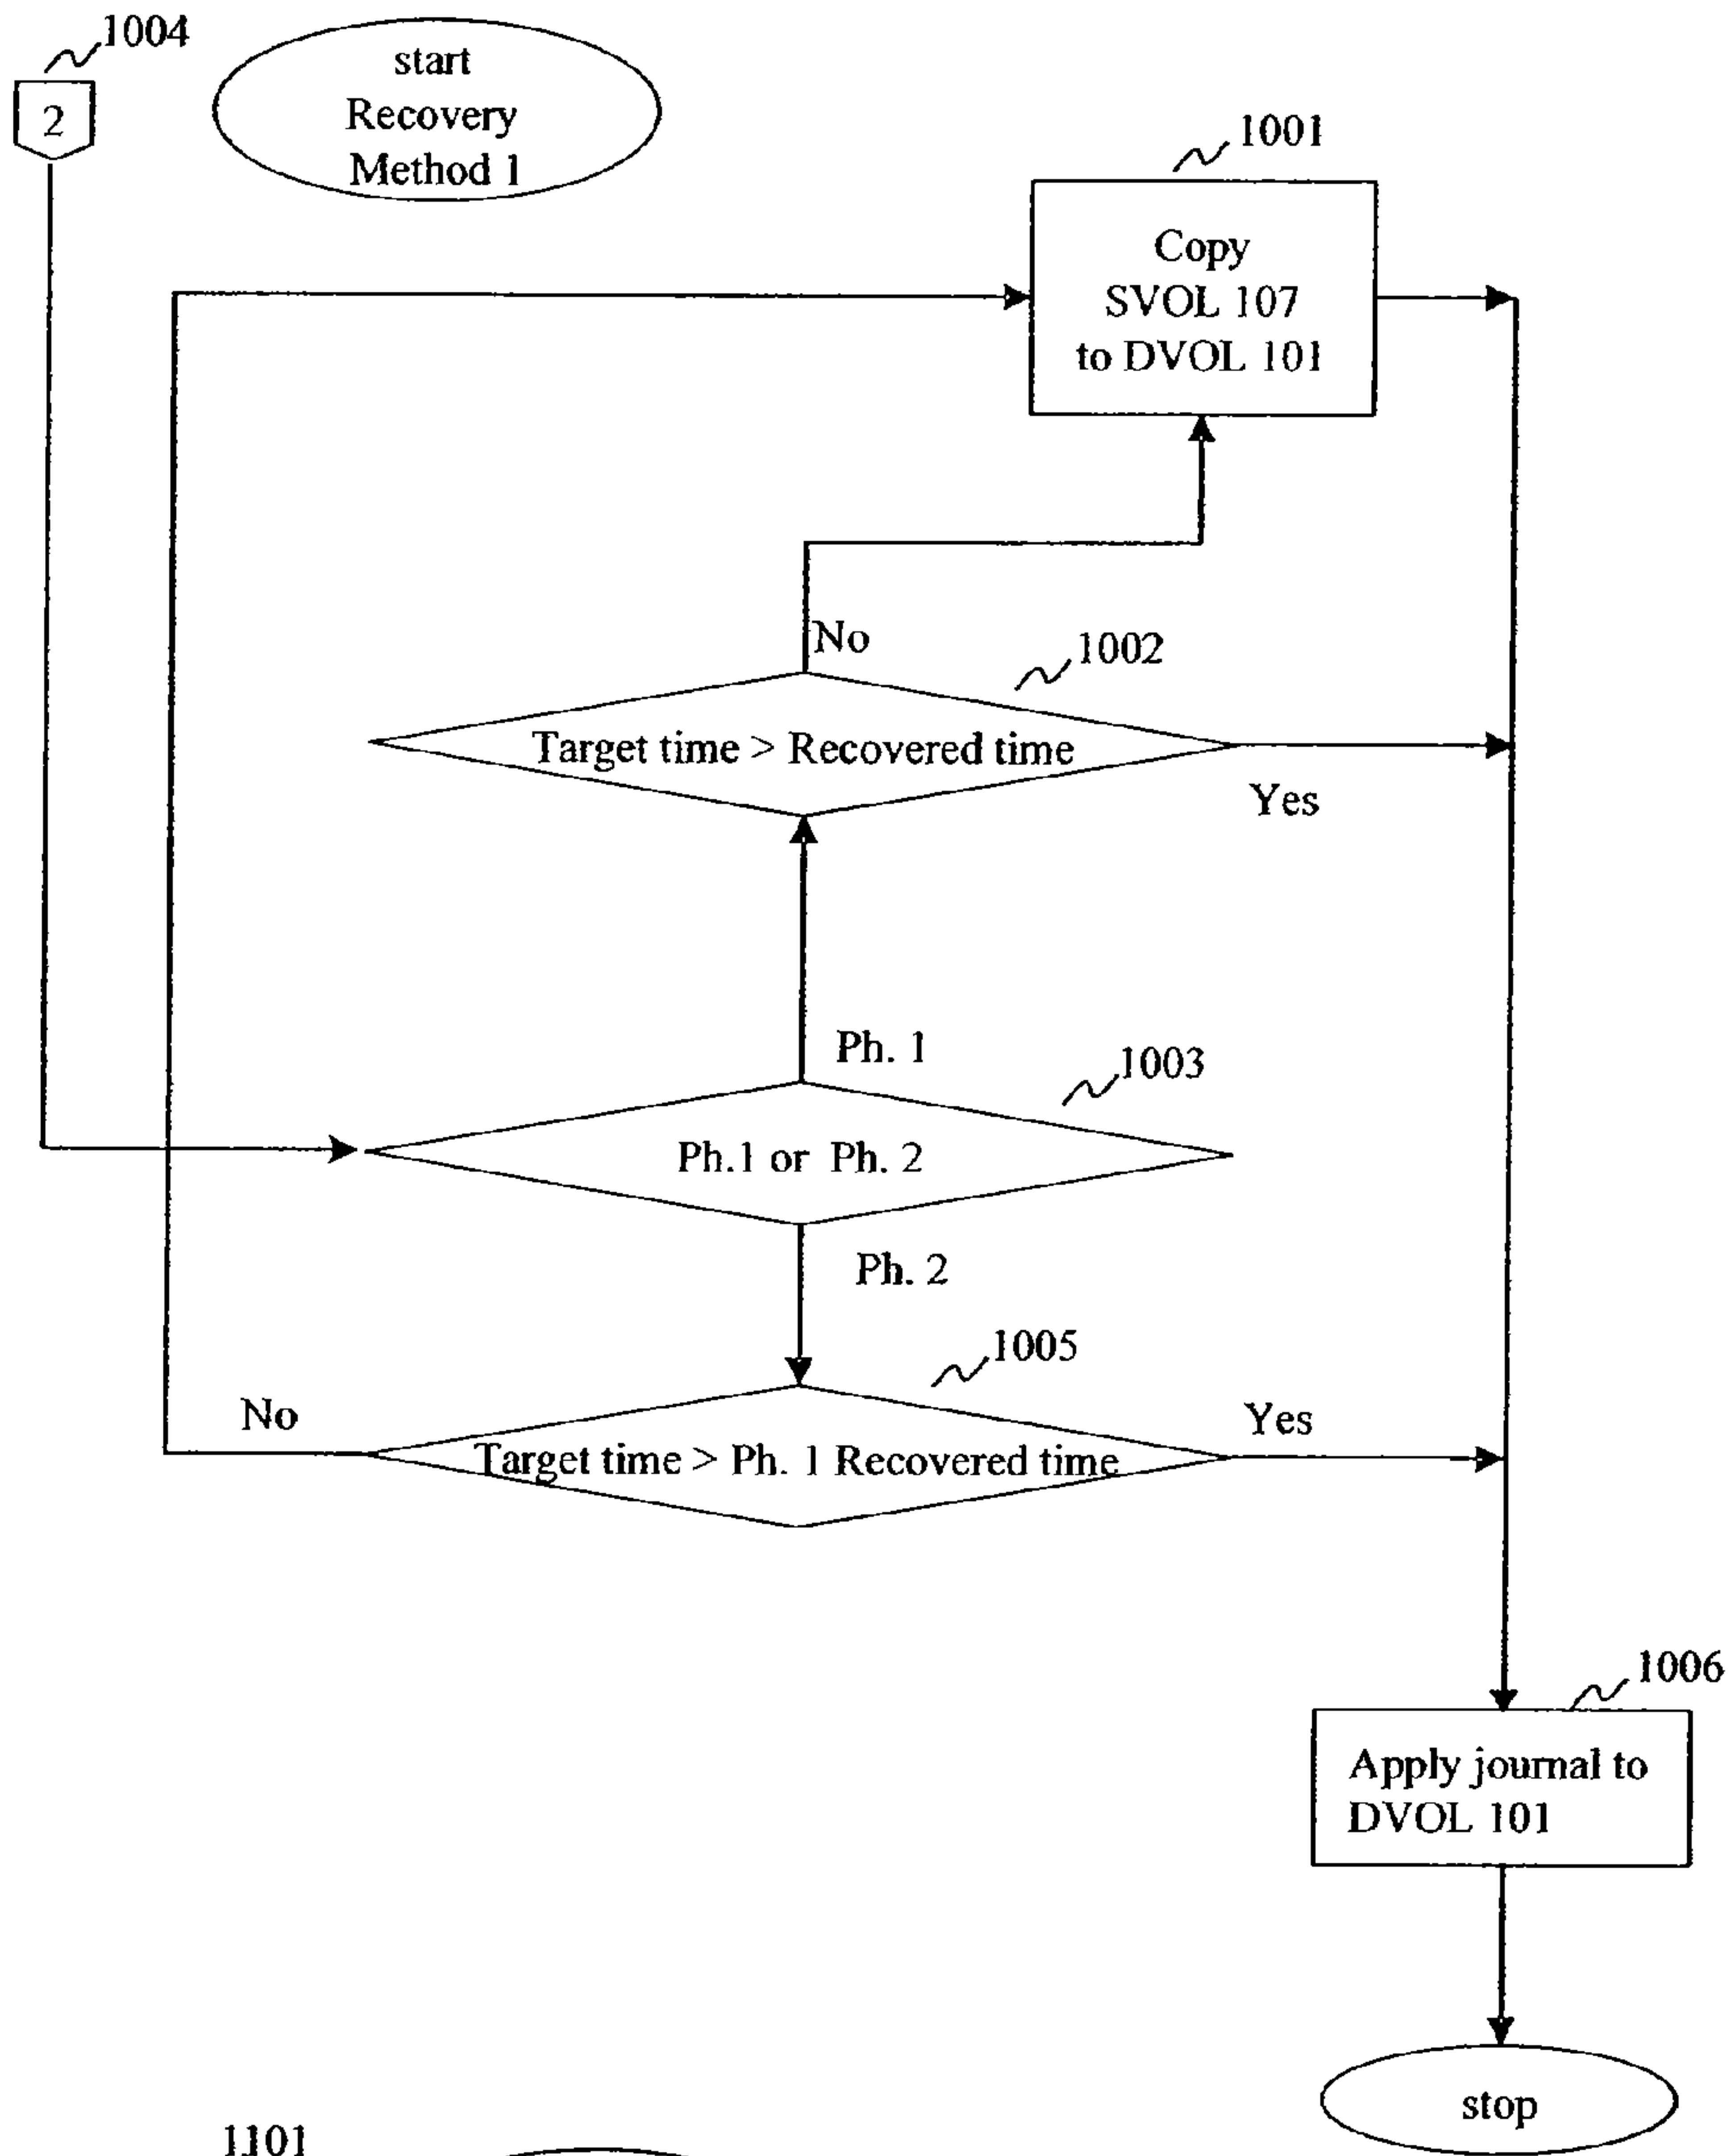 1004
2
start
Recovery
Method 1
1001
Copy
SVOL 107
to DVOL 101
No
1002
Target time > Recovered time
Yes
Ph. 1
1003
Ph.1 or Ph. 2
Ph. 2
1005
No
Yes
Target time > Ph. 1 Recovered time
1006
Apply journal to
DVOL 101
stop
1101